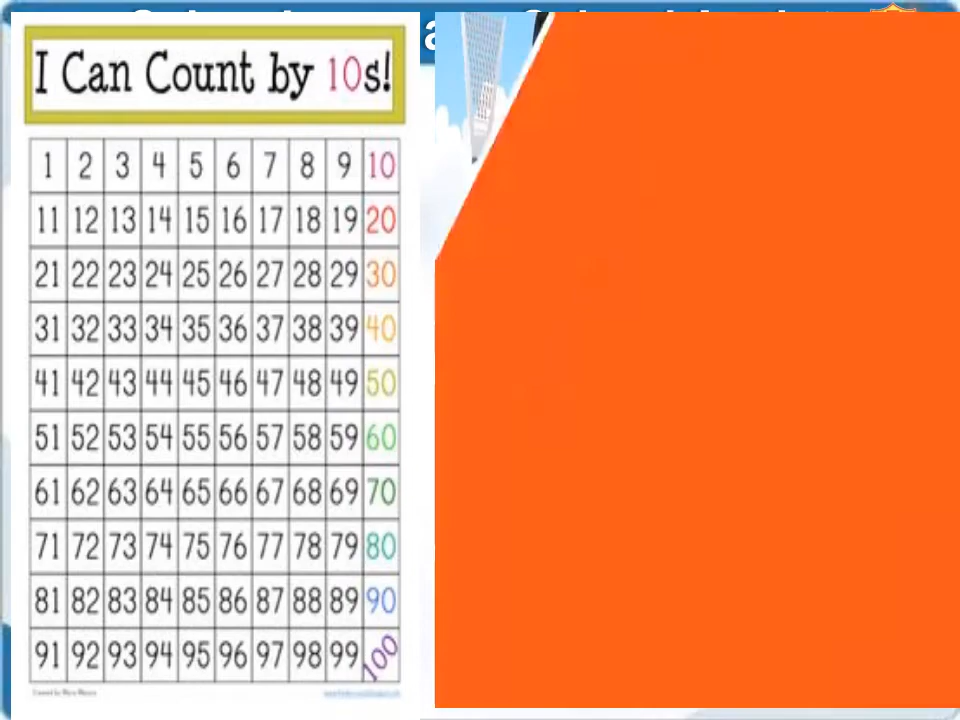 I Can Count by 10s!
1 2 3 4 5 6 7 8 9 10
11 12 13 14 15 16 17 18 19 20
21 22 23 24 25 26 27 28 29 30
31 32 33 34 35 36 37 38 39 40
41 42 43 44 45 46 47 48 49 50
51 52 53 54 55 56 57 58 59 60
61 62 63 64 65 66 67 68 69 70
71 72 73 74 75 76 77 78 79 80
81 82 83 84 85 86 87 88 89 90
91 92 93 94 95 96 97 98 99 100